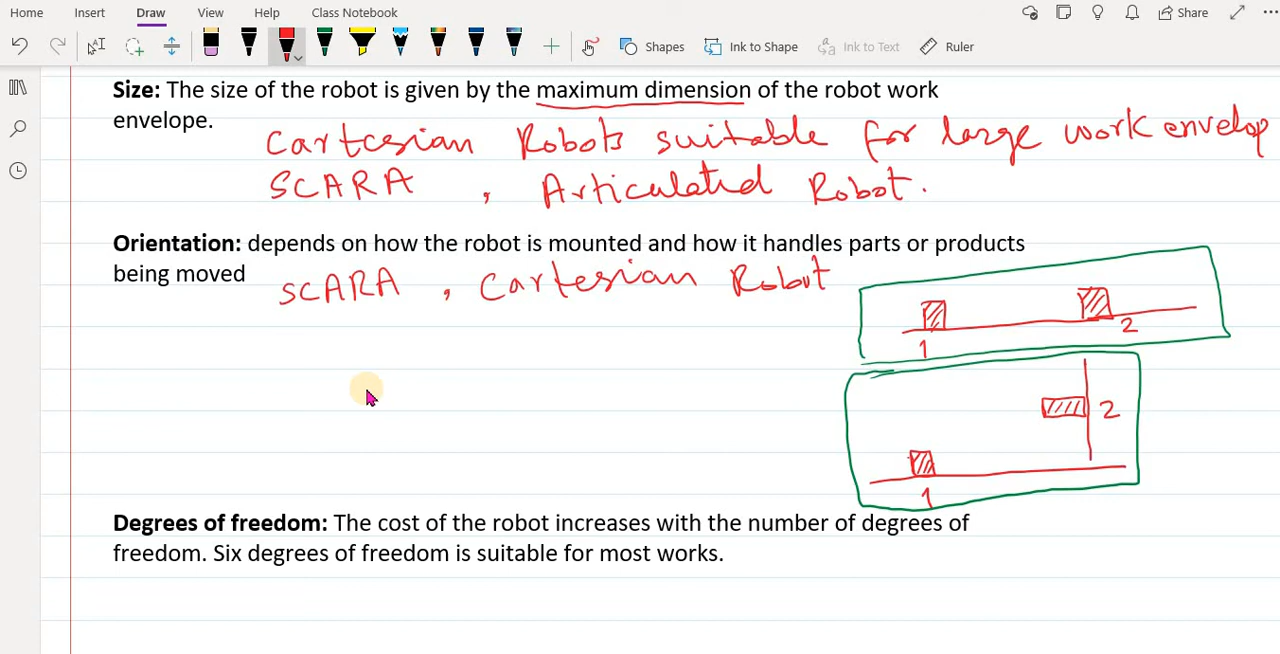 Home Insert Draw View Help Class Notebook
Share
Shapes Ink to Shape Ink to Text Ruler
Size: The size of the robot is given by the maximum dimension of the robot work
envelope.
Cartesian Robots suitable for large work envelop
SCARA , Articulated Robot.
Orientation: depends on how the robot is mounted and how it handles parts or products
being moved
SCARA , Cartesian Robot
1 2
2
1
Degrees of freedom: The cost of the robot increases with the number of degrees of
freedom. Six degrees of freedom is suitable for most works.